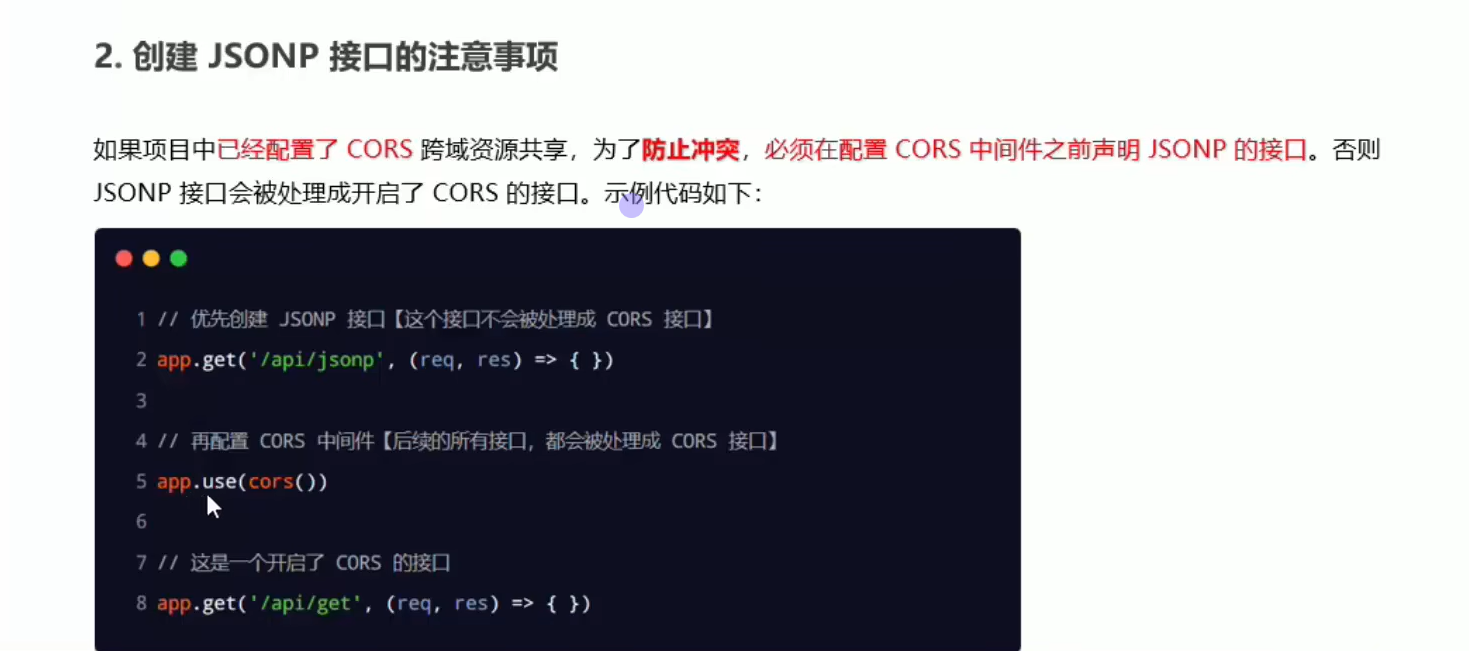 2. 创建 JSONP 接口的注意事项
如果项目中已经配置了 CORS 跨域资源共享，为了防止冲突，必须在配置 CORS 中间件之前声明 JSONP 的接口。否则
JSONP 接口会被处理成开启了 CORS 的接口。示例代码如下：
1 // 优先创建 JSONP 接口【这个接口不会被处理成 CORS 接口】
2 app.get('/api/jsonp', (req, res) => { })
3
4 // 再配置 CORS 中间件【后续的所有接口，都会被处理成 CORS 接口】
5 app.use(cors())
6
7 // 这是一个开启了 CORS 的接口
8 app.get('/api/get', (req, res) => { })